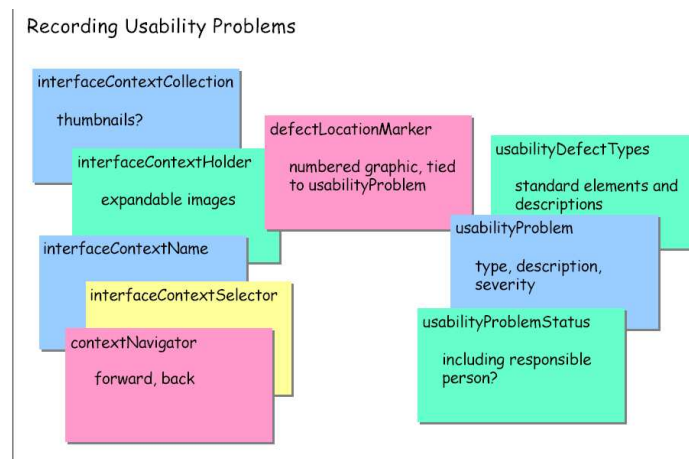 Recording Usability Problems
interfaceContextCollection
thumbnails?
interfaceContextHolder
expandable images
interfaceContextName
interfaceContextSelector
contextNavigator
forward, back
defectLocationMarker
numbered graphic, tied
to usabilityProblem
usabilityDefectTypes
standard elements and
descriptions
usabilityProblem
type, description,
severity
usabilityProblemStatus
including responsible
person?